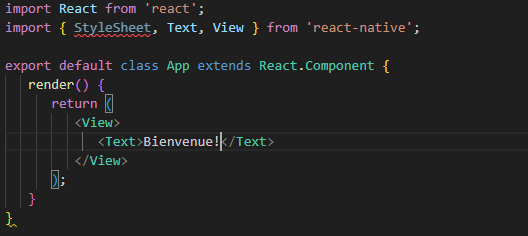 import React from 'react';
import { StyleSheet, Text, View } from 'react-native';
export default class App extends React.Component {
render() {
return (
<View>
<Text>Bienvenue!</Text>
</View>
);
}
}